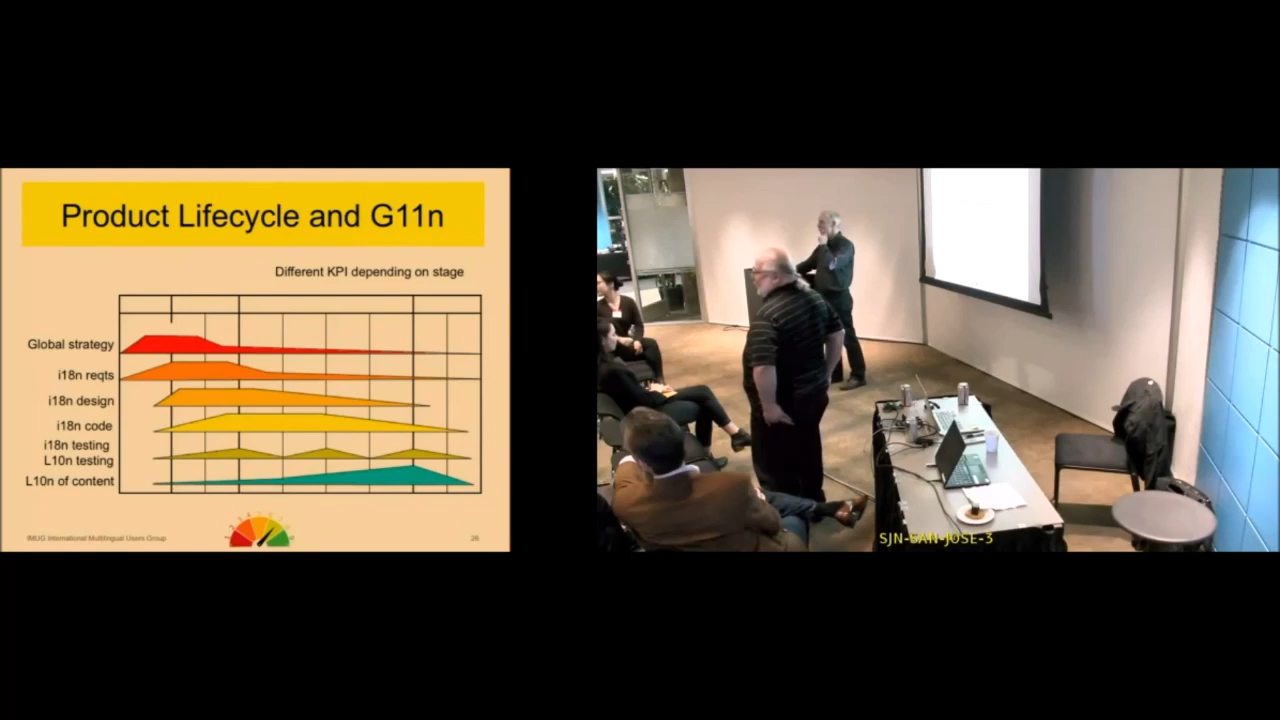 Product Lifecycle and G11n
Different KPI depending on stage
Global strategy
i18n reqts
i18n design
i18n code
i18n testing
L10n testing
L10n of content
IMUG International Multilingual Users Group
26
SJN-SAN-JOSE-3